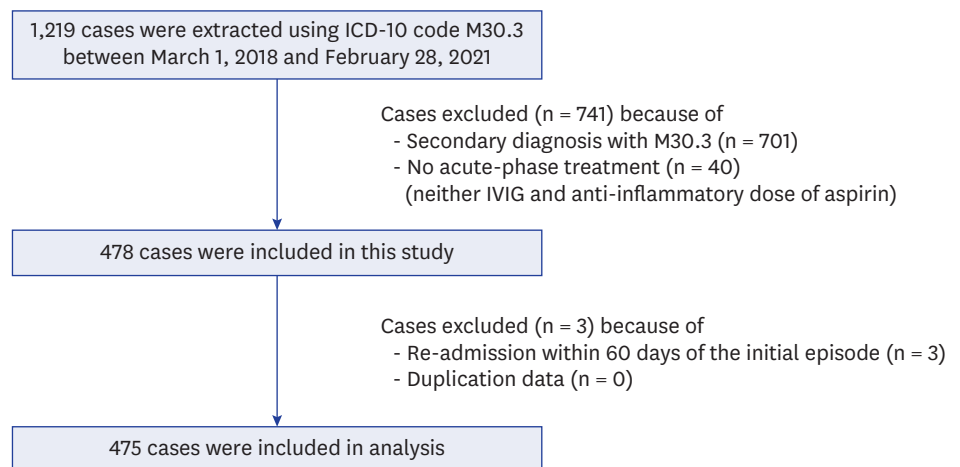 1,219 cases were extracted using ICD-10 code M30.3
between March 1, 2018 and February 28, 2021
Cases excluded (n = 741) because of
- Secondary diagnosis with M30.3 (n = 701)
- No acute-phase treatment (n = 40)
(neither IVIG and anti-inflammatory dose of aspirin)
478 cases were included in this study
Cases excluded (n = 3) because of
- Re-admission within 60 days of the initial episode (n = 3)
- Duplication data (n = 0)
475 cases were included in analysis